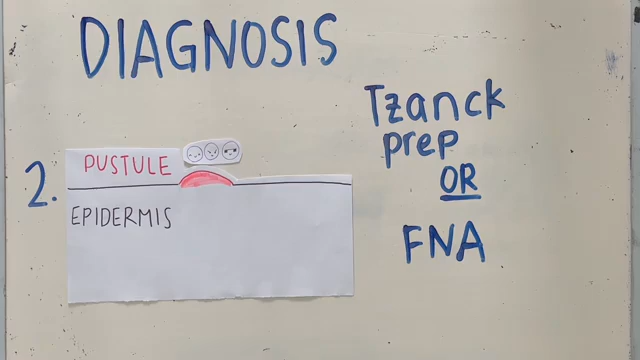 DIAGNOSIS
2.
PUSTULE
EPIDERMIS
Tzanck
prep
OR
FNA